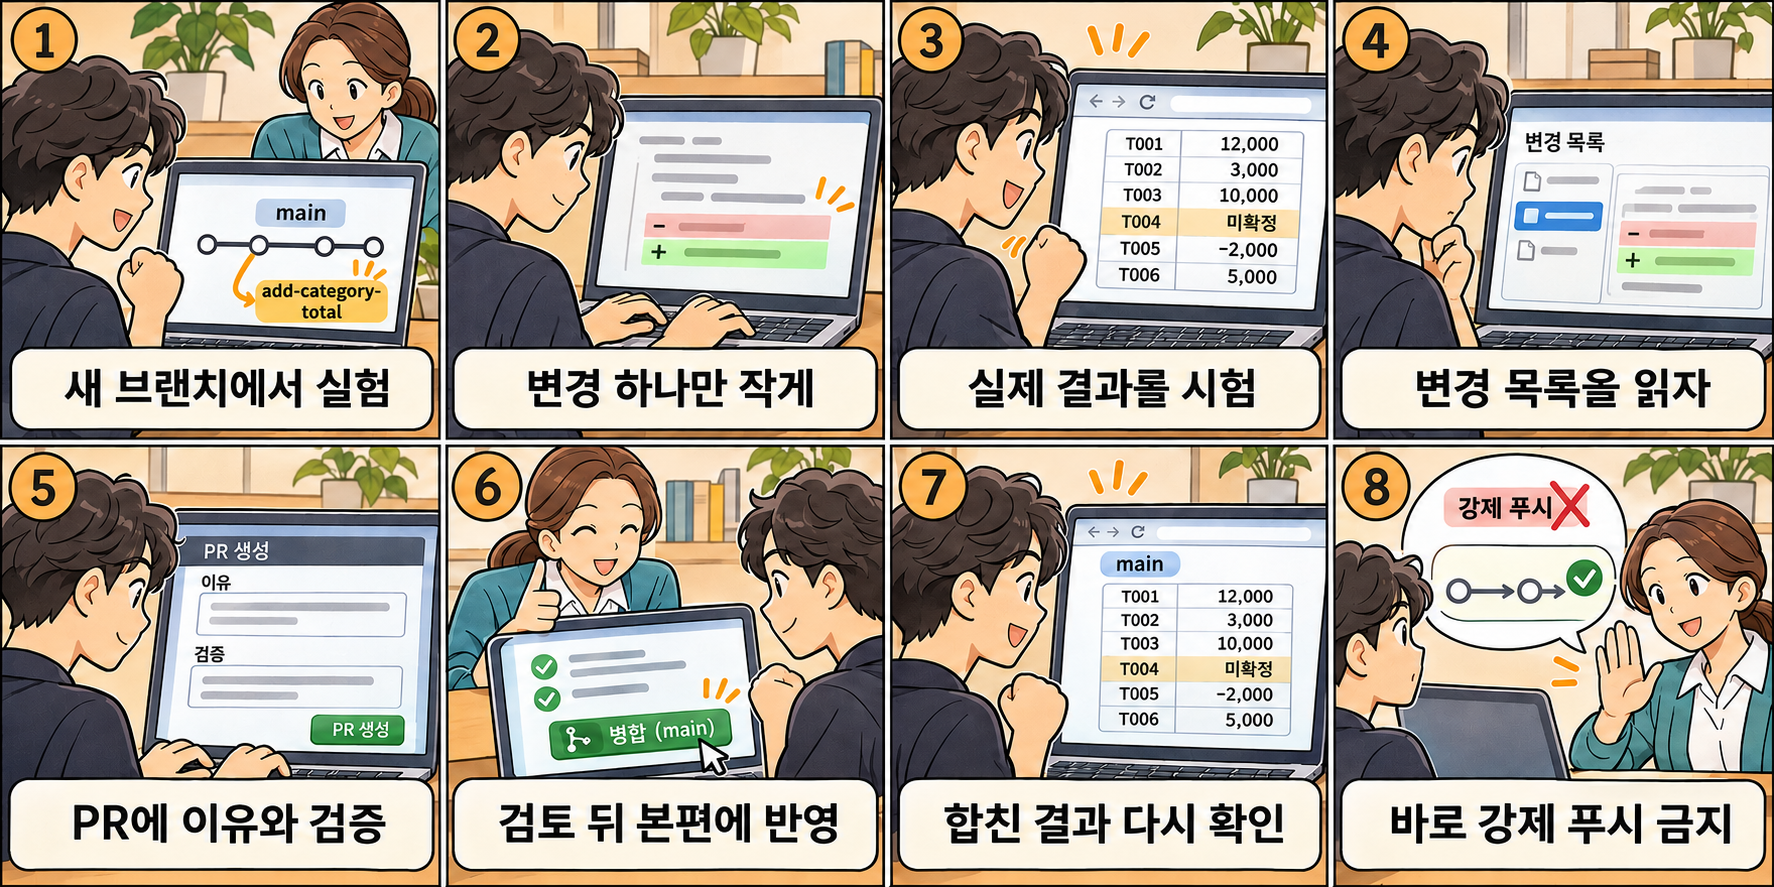 1
main
add-category-
total
새 브랜치에서 실험
2
−
+
변경 하나만 작게
3
T001 12,000
T002 3,000
T003 10,000
T004 미확정
T005 −2,000
T006 5,000
실제 결과롤 시험
4
변경 목록
−
+
변경 목록올 읽자
5
PR 생성
이유
검증
PR 생성
PR에 이유와 검증
6
병합 (main)
검토 뒤 본편에 반영
7
main
T001 12,000
T002 3,000
T003 10,000
T004 미확정
T005 −2,000
T006 5,000
합친 결과 다시 확인
8
강제 푸시
바로 강제 푸시 금지